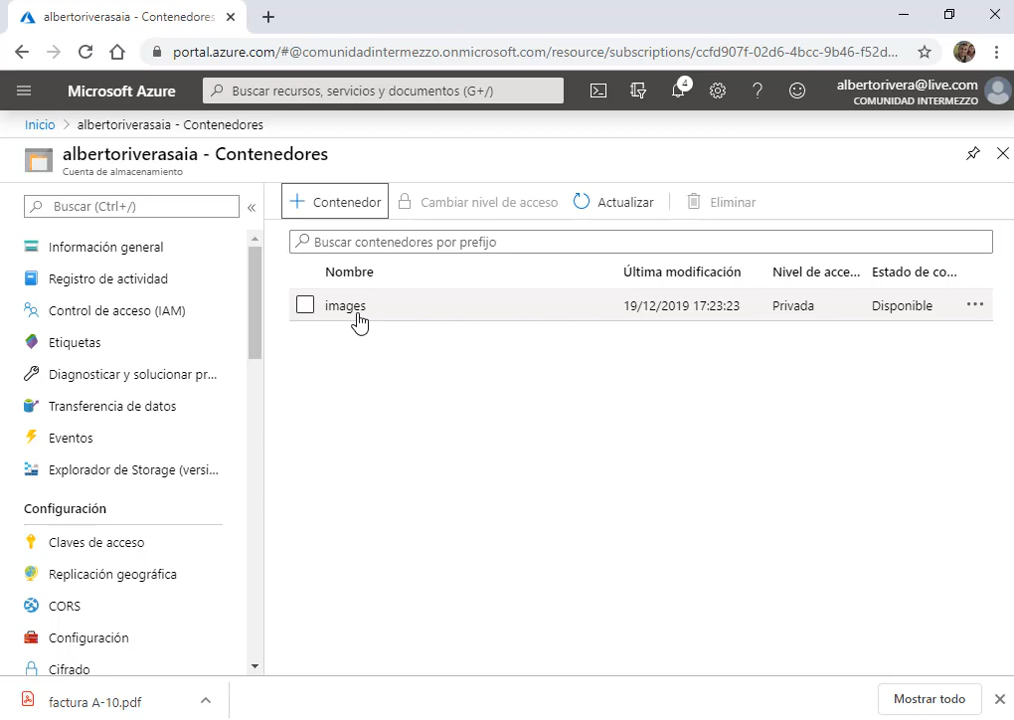 albertoriverasaia - Contenedores
portal.azure.com/#@comunidadintermezzo.onmicrosoft.com/resource/subscriptions/ccfd907f-02d6-4bcc-9b46-f52d...
Microsoft Azure
Buscar recursos, servicios y documentos (G+/)
4
albertorivera@live.com
COMUNIDAD INTERMEZZO
Inicio > albertoriverasaia - Contenedores
albertoriverasaia - Contenedores
Cuenta de almacenamiento
Buscar (Ctrl+/)
«
Información general
Registro de actividad
Control de acceso (IAM)
Etiquetas
Diagnosticar y solucionar pr...
Transferencia de datos
Eventos
Explorador de Storage (versi...
Configuración
Claves de acceso
Replicación geográfica
CORS
Configuración
Cifrado
Contenedor
Cambiar nivel de acceso
Actualizar
Eliminar
Buscar contenedores por prefijo
Nombre Última modificación Nivel de acce... Estado de co...
images 19/12/2019 17:23:23 Privada Disponible ...
factura A-10.pdf
Mostrar todo